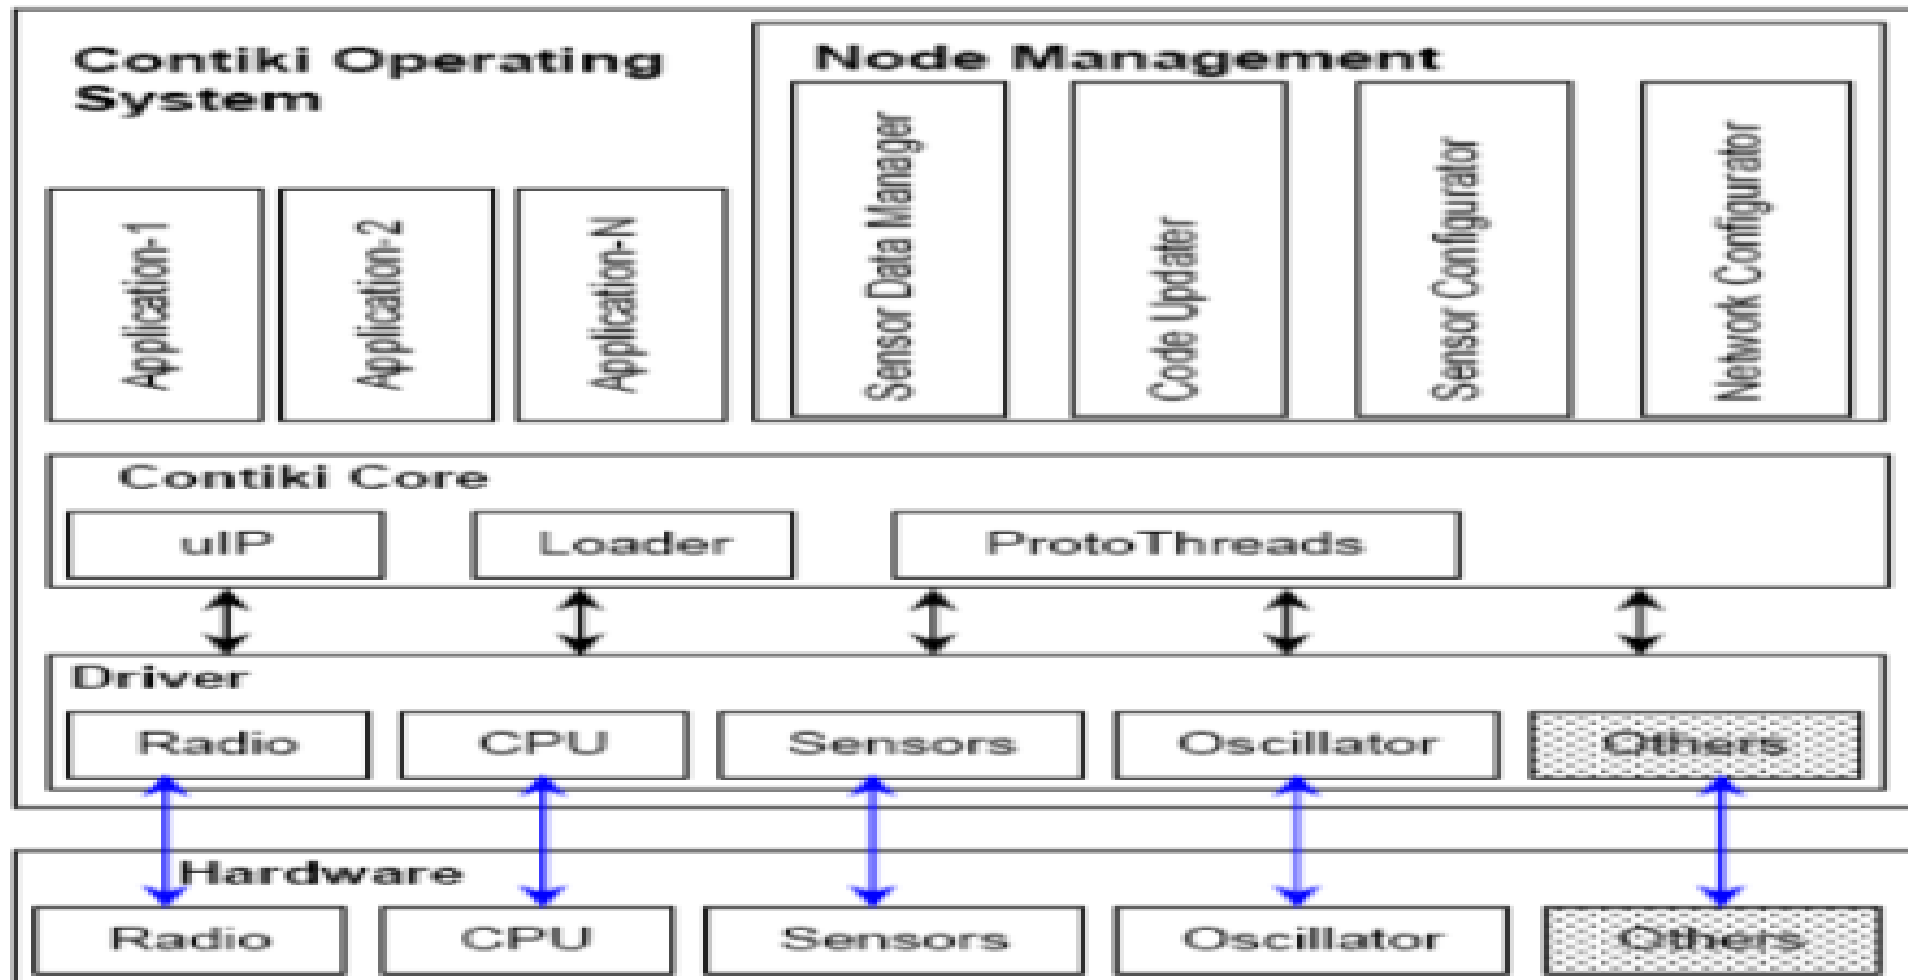 Contiki Operating
System
Node Management
Application-1
Application-2
Application-N
Sensor Data Manager
Code Updater
Sensor Configurator
Network Configurator
Contiki Core
uIP
Loader
ProtoThreads
Driver
Radio
CPU
Sensors
Oscillator
Others
Hardware
Radio
CPU
Sensors
Oscillator
Others